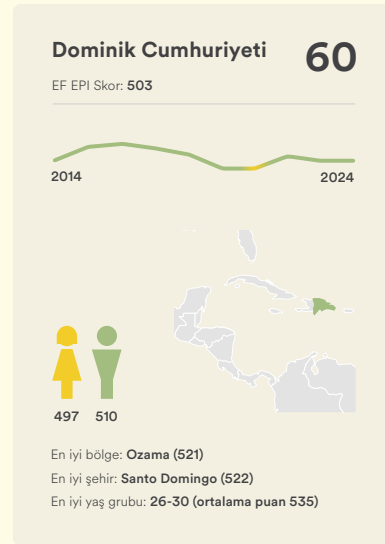 Dominik Cumhuriyeti 60
EF EPI Skor: 503
2014 2024
497 510
En iyi bölge: Ozama (521)
En iyi şehir: Santo Domingo (522)
En iyi yaş grubu: 26-30 (ortalama puan 535)